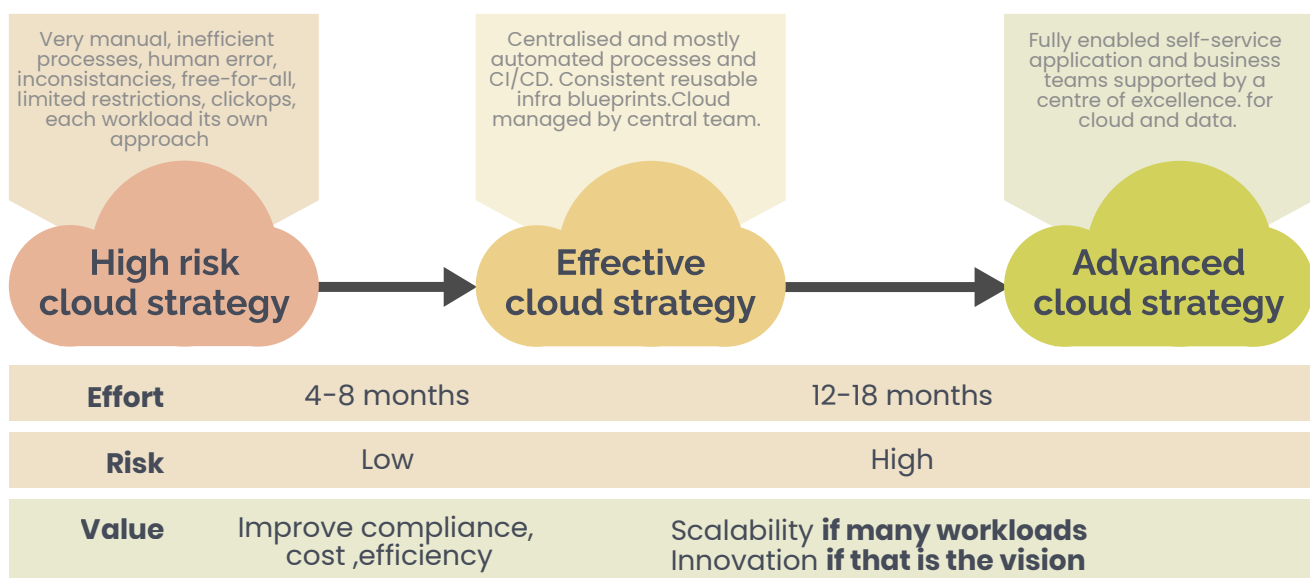 Very manual, inefficient
processes, human error,
inconsistancies, free-for-all,
limited restrictions, clickops,
each workload its own
approach
Centralised and mostly
automated processes and
CI/CD. Consistent reusable
infra blueprints.Cloud
managed by central team.
Fully enabled self-service
application and business
teams supported by a
centre of excellence. for
cloud and data.
High risk
cloud strategy
Effective
cloud strategy
Advanced
cloud strategy
Effort
4-8 months
12-18 months
Risk
Low
High
Value
Improve compliance,
cost ,efficiency
Scalability if many workloads
Innovation if that is the vision